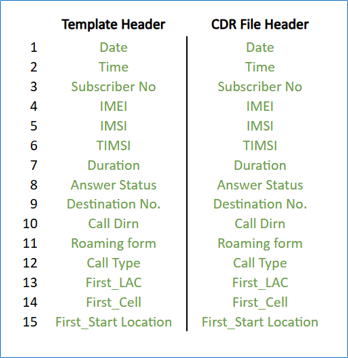 Template Header CDR File Header
1 Date Date
2 Time Time
3 Subscriber No Subscriber No
4 IMEI IMEI
5 IMSI IMSI
6 TIMSI TIMSI
7 Duration Duration
8 Answer Status Answer Status
9 Destination No. Destination No.
10 Call Dirn Call Dirn
11 Roaming form Roaming form
12 Call Type Call Type
13 First_LAC First_LAC
14 First_Cell First_Cell
15 First_Start Location First_Start Location